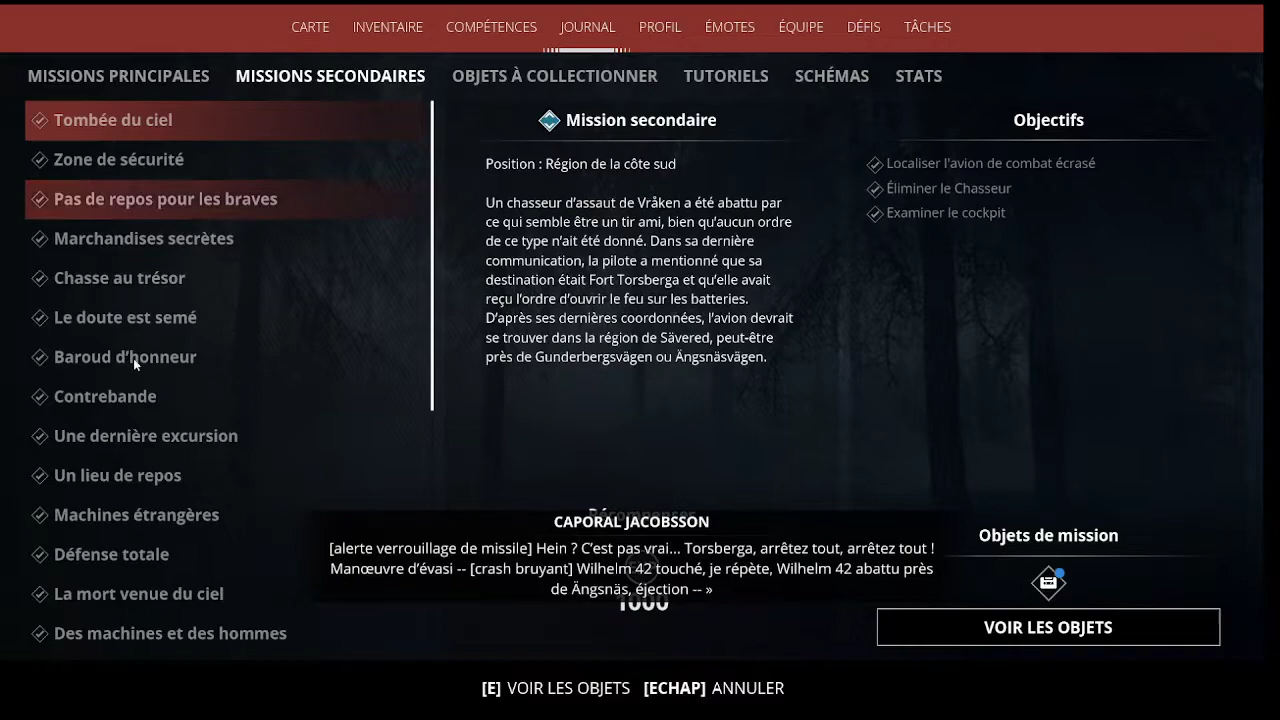 CARTE INVENTAIRE COMPÉTENCES JOURNAL PROFIL ÉMOTES ÉQUIPE DÉFIS TÂCHES
MISSIONS PRINCIPALES MISSIONS SECONDAIRES OBJETS À COLLECTIONNER TUTORIELS SCHÉMAS STATS
Tombée du ciel
Zone de sécurité
Pas de repos pour les braves
Marchandises secrètes
Chasse au trésor
Le doute est semé
Baroud d'honneur
Contrebande
Une dernière excursion
Un lieu de repos
Machines étrangères
Défense totale
La mort venue du ciel
Des machines et des hommes
Mission secondaire
Position : Région de la côte sud
Un chasseur d'assaut de Vråken a été abattu par
ce qui semble être un tir ami, bien qu'aucun ordre
de ce type n'ait été donné. Dans sa dernière
communication, la pilote a mentionné que sa
destination était Fort Torsberga et qu'elle avait
reçu l'ordre d'ouvrir le feu sur les batteries.
D'après ses dernières coordonnées, l'avion devrait
se trouver dans la région de Sävered, peut-être
près de Gunderbergsvägen ou Ängsnäsvägen.
Objectifs
Localiser l'avion de combat écrasé
Éliminer le Chasseur
Examiner le cockpit
Récompenses
CAPORAL JACOBSSON
[alerte verrouillage de missile] Hein ? C'est pas vrai... Torsberga, arrêtez tout, arrêtez tout !
Manœuvre d'évasi -- [crash bruyant] Wilhelm 42 touché, je répète, Wilhelm 42 abattu près
de Ängsnäs, éjection -- »
1000
Objets de mission
VOIR LES OBJETS
[E] VOIR LES OBJETS [ECHAP] ANNULER